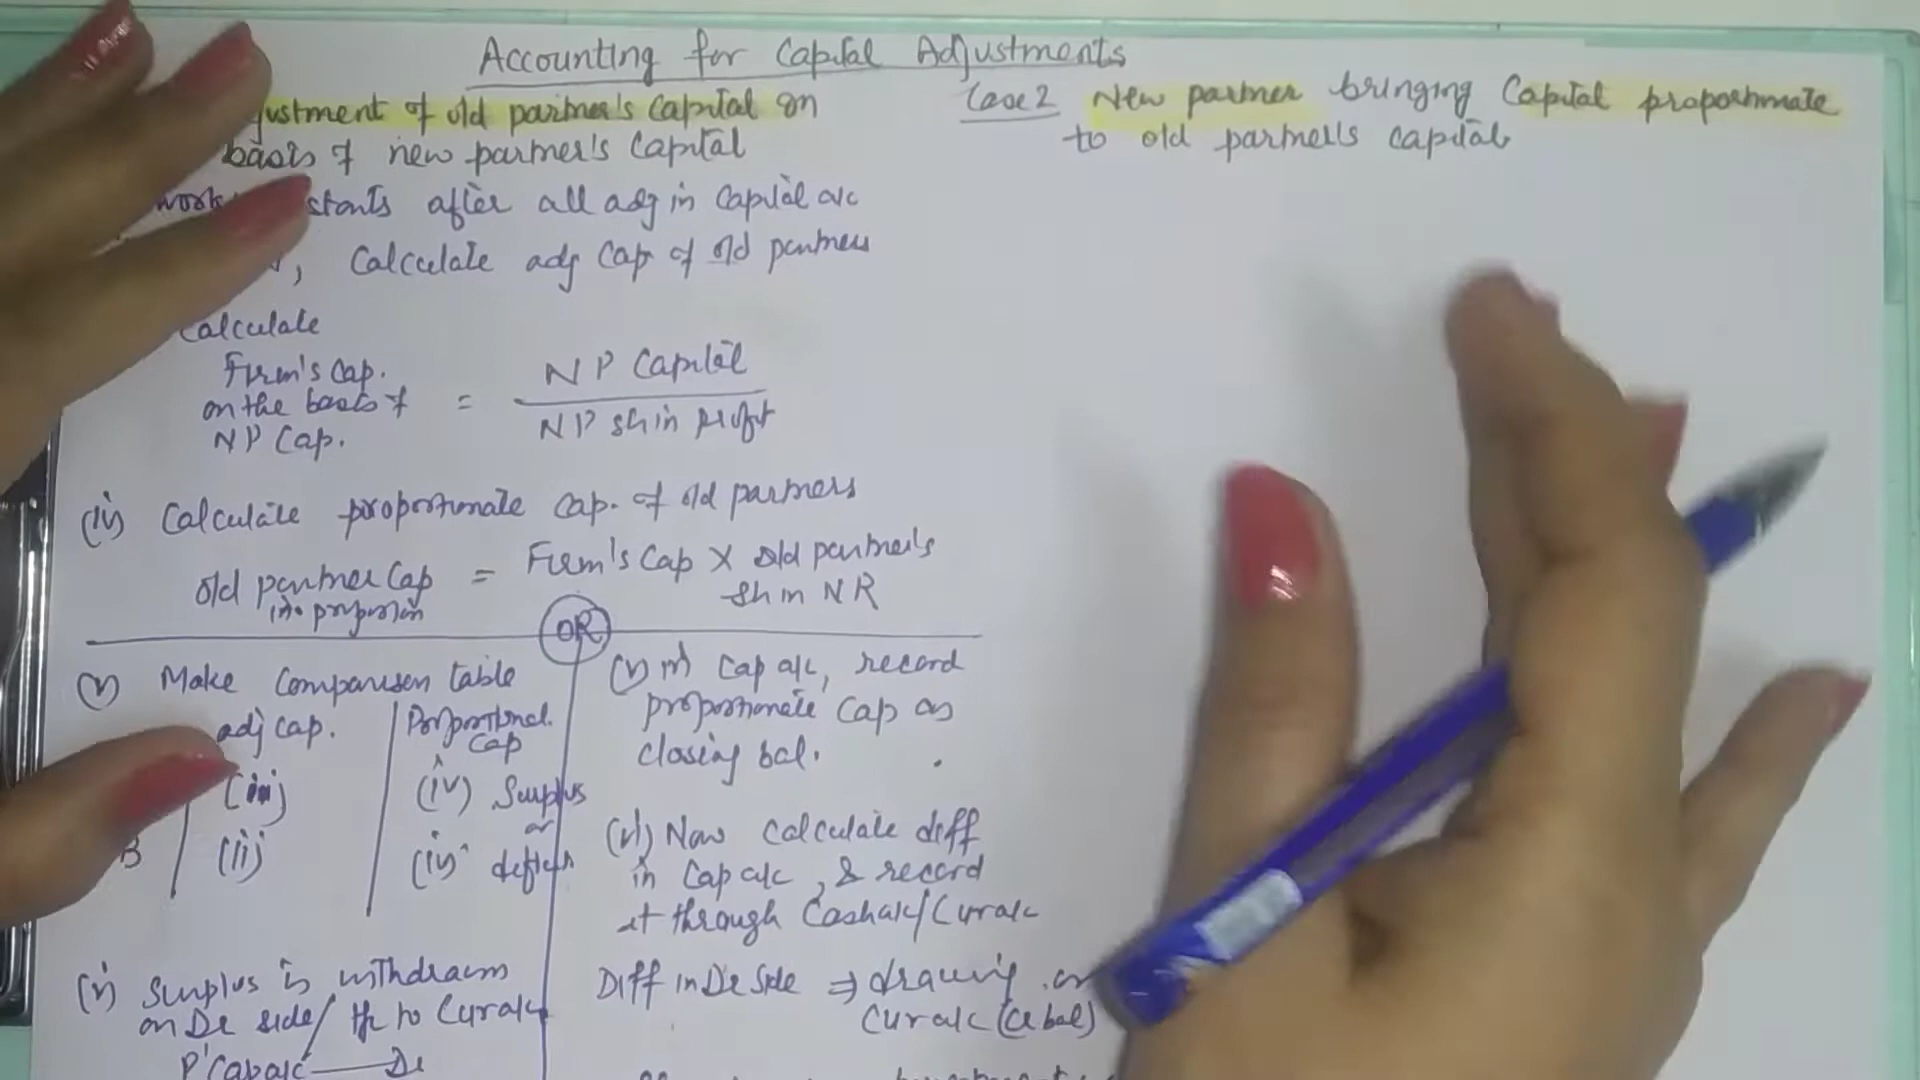 Accounting for Capital Adjustments
justment of old partner's Capital on
basis of new partner's Capital
after all adj in Capital a/c
, Calculate adj Cap of old partners
Calculate
Firm's Cap.
on the basis of
NP Cap.
= NP Capital
NP sh in profit
(iv) Calculate proportionate Cap. of old partners
old partner Cap = Firm's Cap X old partner's
in proportion
sh in NR
OR
(v) Make Comparison table
adj Cap.
Proportional
Cap
(iv) Surplus
or
B
(ii)
(iv) deficit
(v) Surplus is withdrawn
on Dr side/ tfr to Cur a/c
P' Cap a/c Dr
(v) in Cap a/c, record
proportionate Cap as
closing bal.
(vi) Now Calculate diff
in Cap a/c, & record
it through Cash a/c/Cur a/c
Diff in Dr Side ⇒ drawing or
Cur a/c (Cr bal)
Case 2 New partner bringing Capital proportionate
to old partner's capital